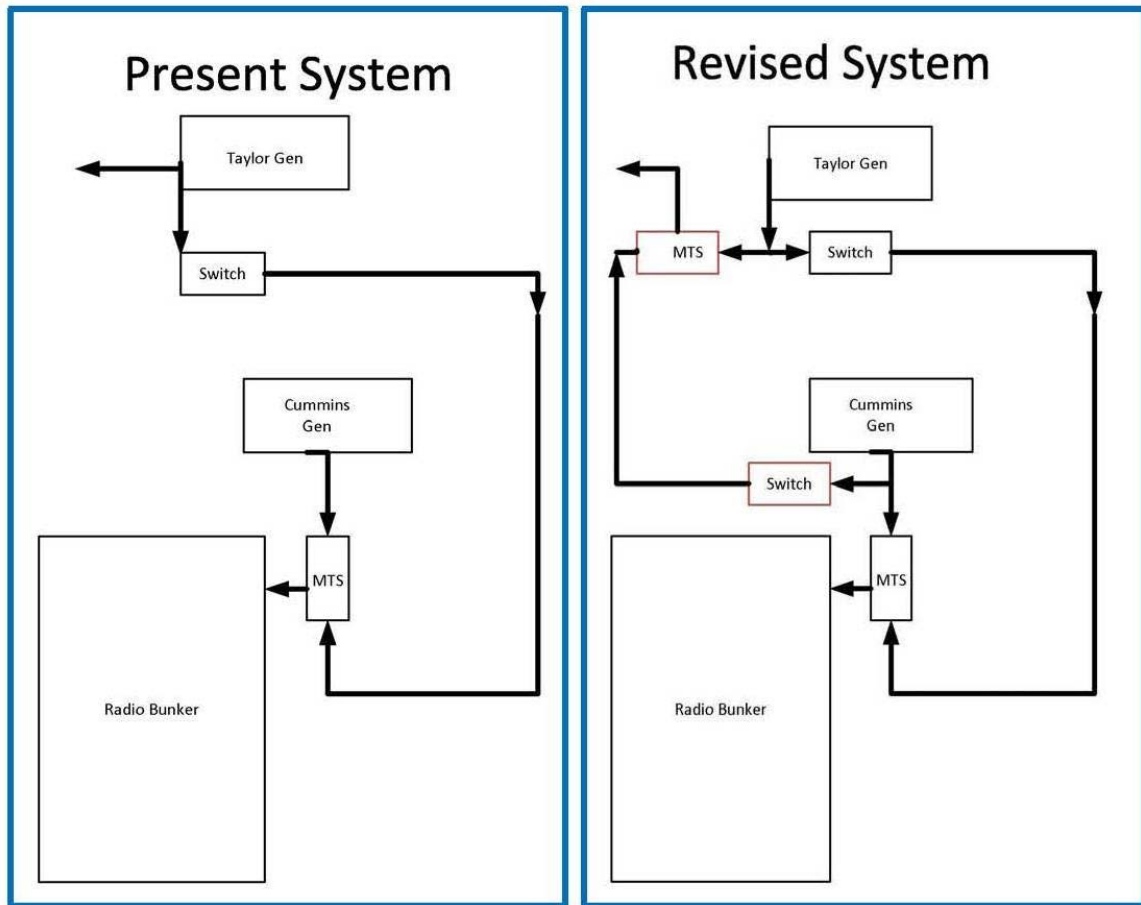 Present System
Taylor Gen
Switch
Cummins
Gen
MTS
Radio Bunker
Revised System
Taylor Gen
MTS
Switch
Cummins
Gen
Switch
MTS
Radio Bunker